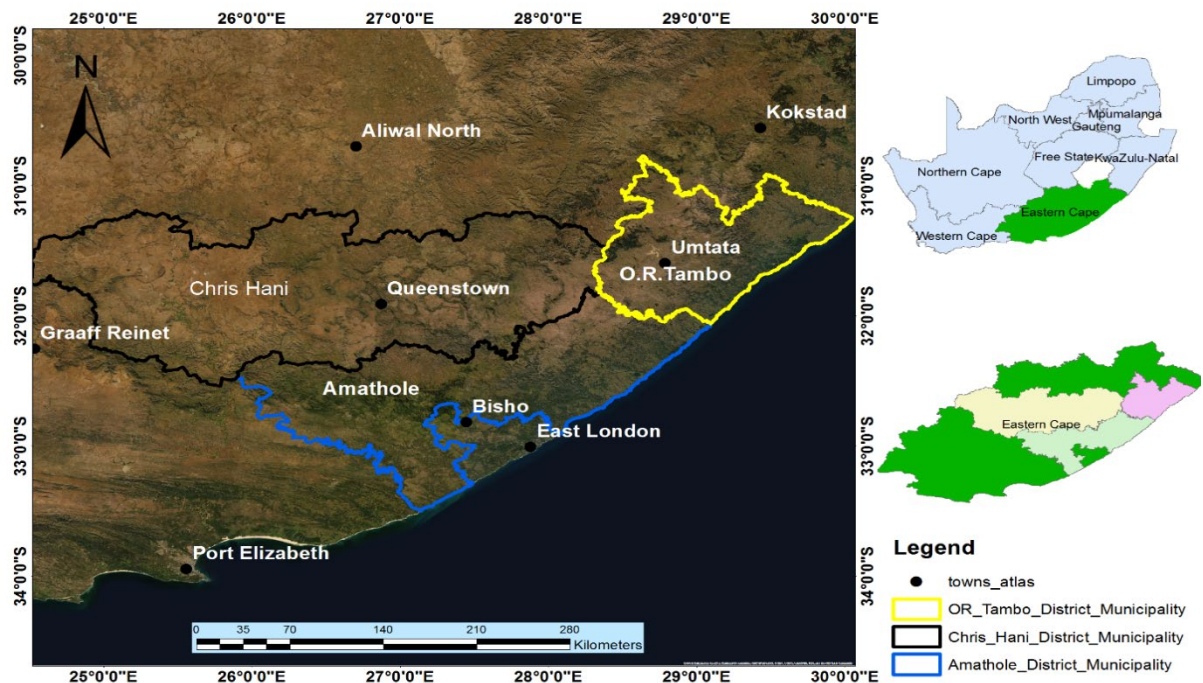 25°0'0"E 26°0'0"E 27°0'0"E 28°0'0"E 29°0'0"E 30°0'0"E
30°0'0"S
31°0'0"S
32°0'0"S
33°0'0"S
34°0'0"S
N
Aliwal North
Kokstad
Umtata
O.R.Tambo
Chris Hani
Queenstown
Graaff Reinet
Amathole
Bisho
East London
Port Elizabeth
0 35 70 140 210 280
Kilometers
30°0'0"S
31°0'0"S
32°0'0"S
33°0'0"S
34°0'0"S
25°0'0"E 26°0'0"E 27°0'0"E 28°0'0"E 29°0'0"E 30°0'0"E
Limpopo
North West
Mpumalanga
Gauteng
Free State
KwaZulu-Natal
Northern Cape
Eastern Cape
Western Cape
Eastern Cape
Legend
towns_atlas
OR_Tambo_District_Municipality
Chris_Hani_District_Municipality
Amathole_District_Municipality